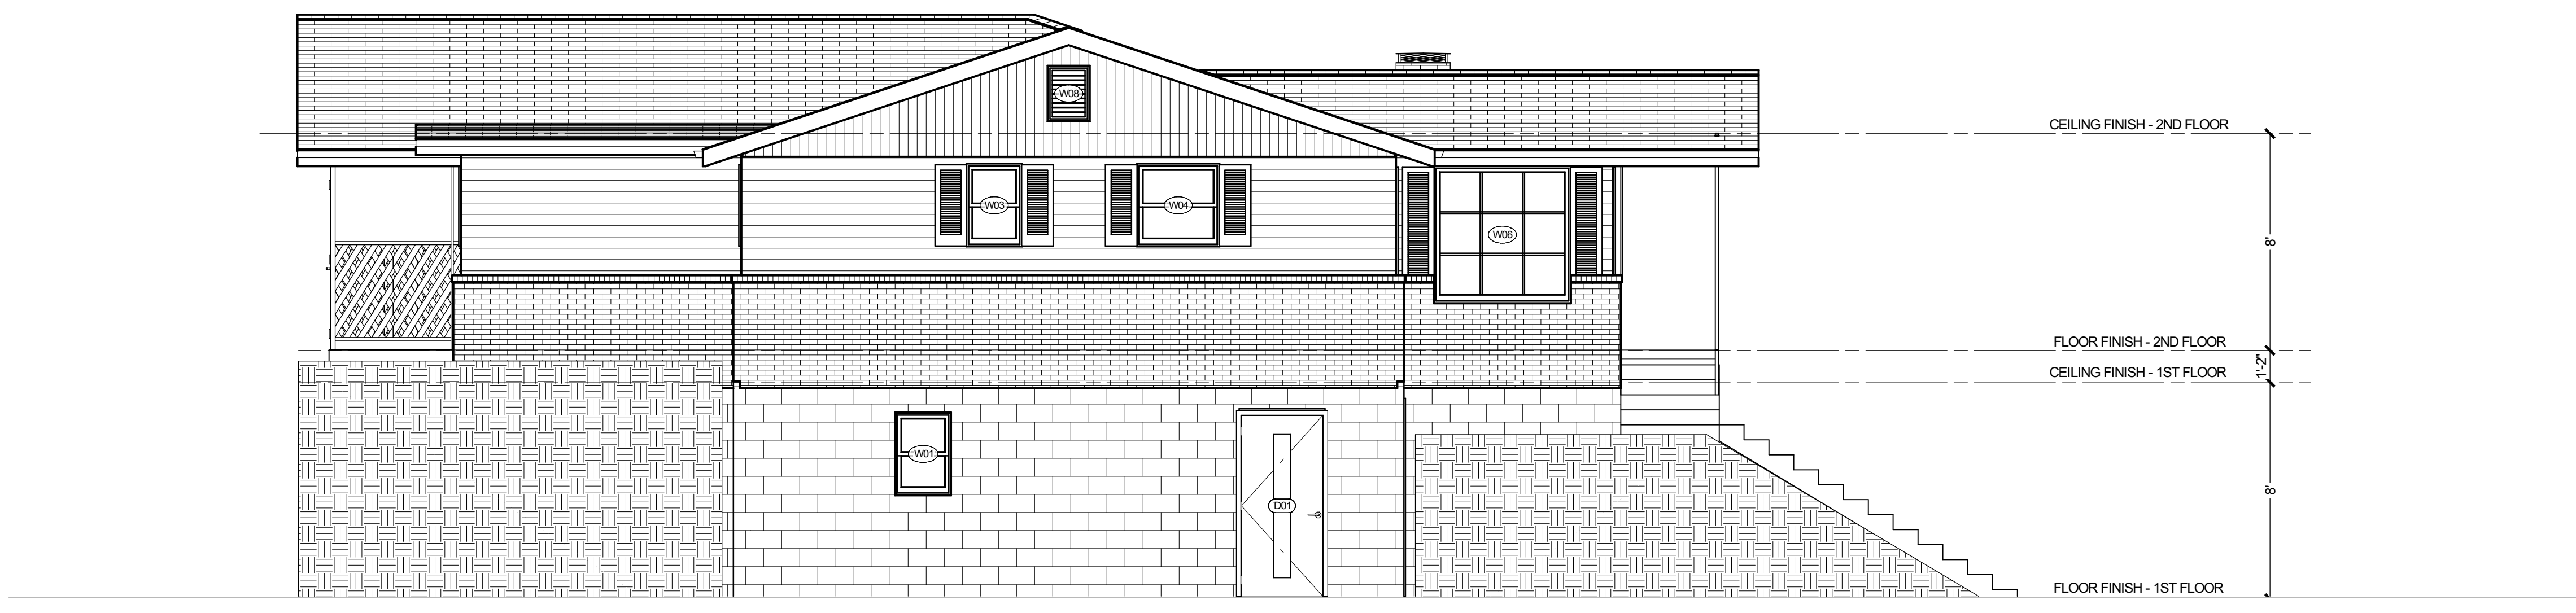 W08
CEILING FINISH - 2ND FLOOR
W03
W04
W06
8'
FLOOR FINISH - 2ND FLOOR
1'-2"
CEILING FINISH - 1ST FLOOR
W01
D01
8'
FLOOR FINISH - 1ST FLOOR